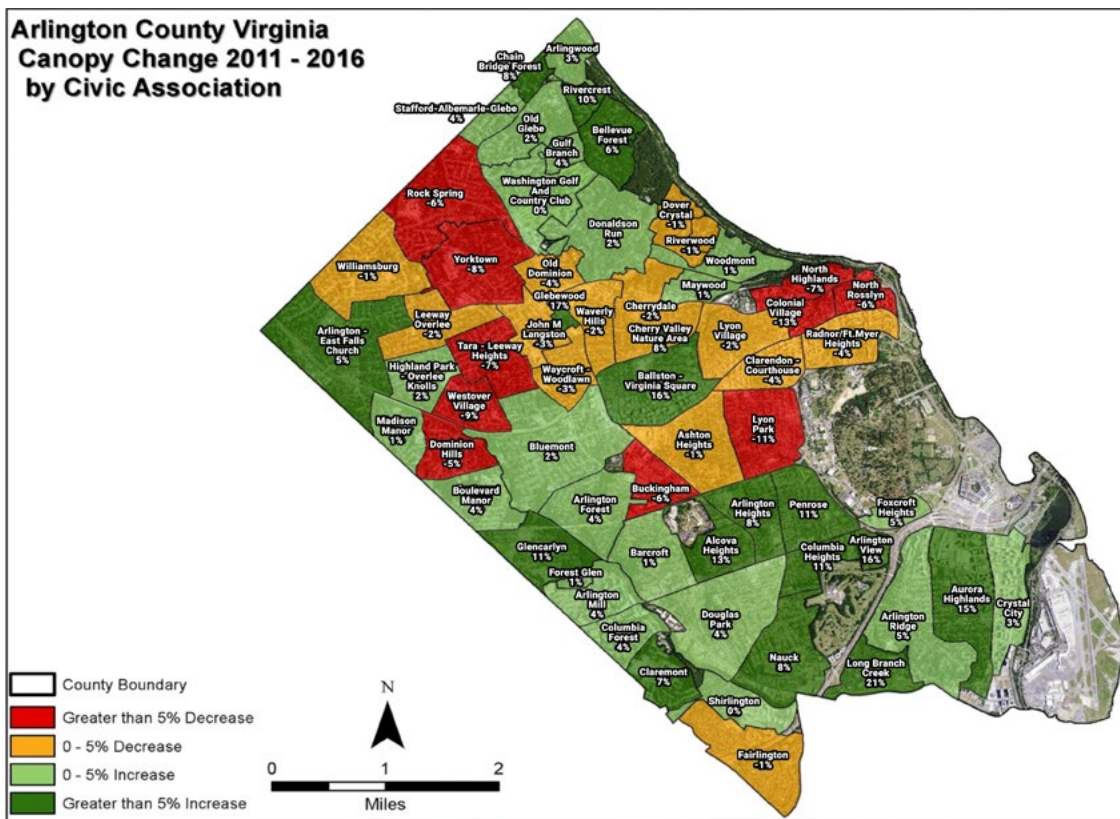 Arlington County Virginia
Canopy Change 2011 - 2016
by Civic Association
Arlingwood
3%
Chain
Bridge Forest
8%
Rivercrest
10%
Stafford-Albemarle-Glebe
4%
Old
Glebe
2%
Bellevue
Forest
6%
Gulf
Branch
4%
Washington Golf
And
Country Club
0%
Rock Spring
-6%
Donaldson
Run
2%
Dover
Crystal
-1%
Riverwood
-1%
Woodmont
1%
Williamsburg
-1%
Yorktown
-8%
Old
Dominion
-4%
Maywood
1%
North
Highlands
-7%
North
Rosslyn
-6%
Colonial
Village
-13%
Glebewood
17%
Waverly
Hills
-2%
Cherrydale
-2%
Cherry Valley
Nature Area
8%
Lyon
Village
-2%
Radnor/Ft.Myer
Heights
-4%
Arlington -
East Falls
Church
5%
Leeway
Overlee
-2%
John M
Langston
-3%
Tara - Leeway
Heights
-7%
Clarendon -
Courthouse
-4%
Highland Park
- Overlee
Knolls
2%
Waycroft -
Woodlawn
-3%
Ballston -
Virginia Square
16%
Westover
Village
-9%
Madison
Manor
1%
Lyon
Park
-11%
Ashton
Heights
-1%
Dominion
Hills
-5%
Bluemont
2%
Buckingham
-6%
Boulevard
Manor
4%
Arlington
Forest
4%
Arlington
Heights
8%
Penrose
11%
Foxcroft
Heights
5%
Glencarlyn
11%
Barcroft
1%
Alcova
Heights
13%
Columbia
Heights
11%
Arlington
View
16%
Forest Glen
1%
Arlington
Mill
4%
Columbia
Forest
4%
Douglas
Park
4%
Arlington
Ridge
5%
Aurora
Highlands
15%
Crystal
City
3%
Claremont
7%
Nauck
8%
Long Branch
Creek
21%
Shirlington
0%
Fairlington
-1%
County Boundary
Greater than 5% Decrease
0 - 5% Decrease
0 - 5% Increase
Greater than 5% Increase
N
0 1 2
Miles